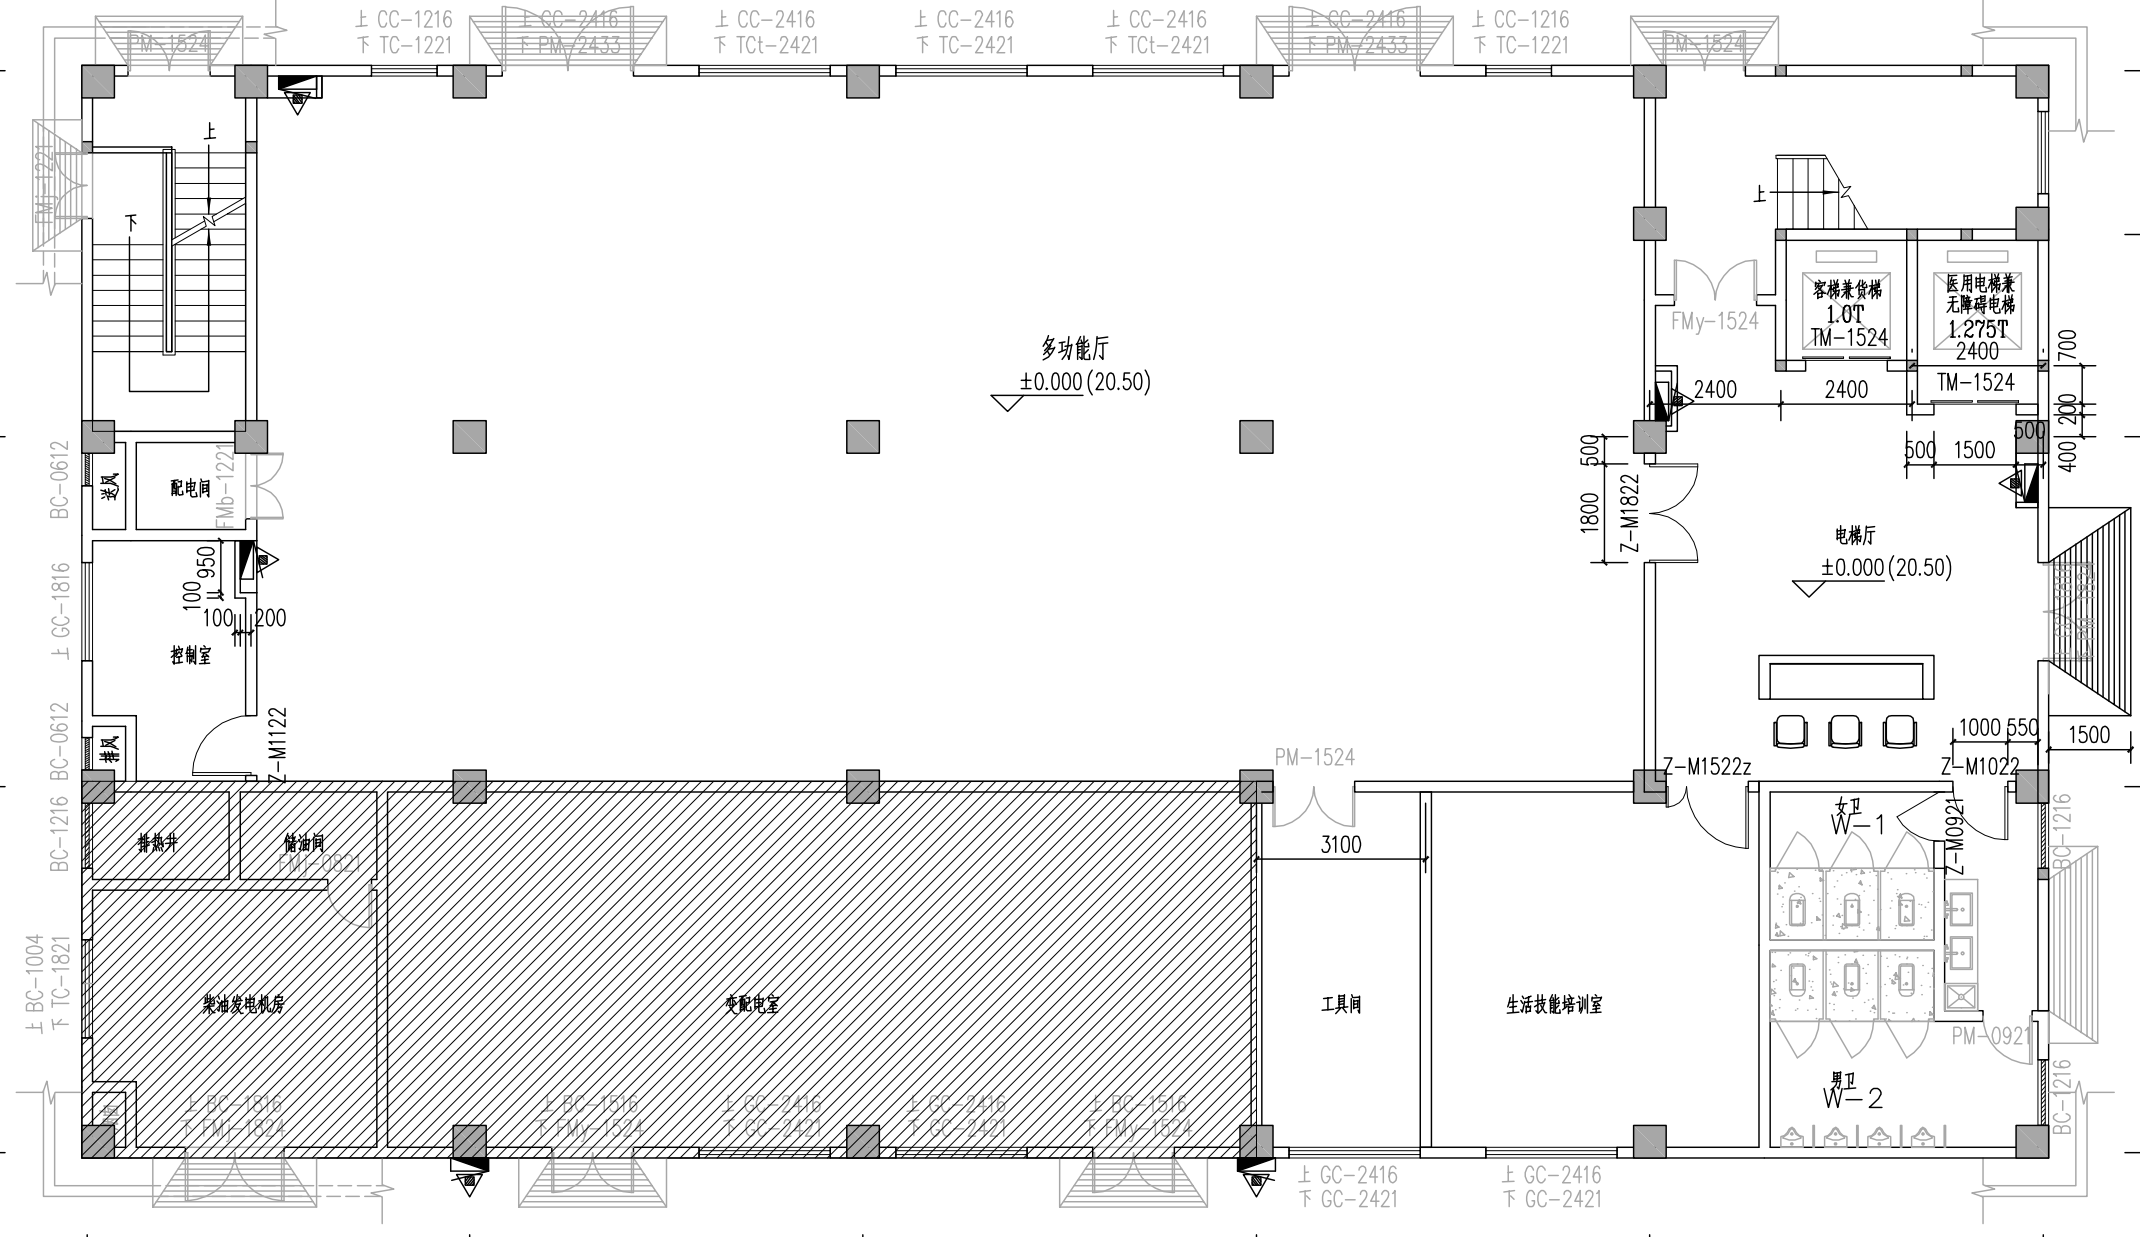 上 CC-1216
下 TC-1221
上 CC-2416
下 PM-2433
上 CC-2416
下 TCt-2421
上 CC-2416
下 TC-2421
上 CC-2416
下 TCt-2421
上 CC-2416
下 PM-2433
上 CC-1216
下 TC-1221
PM-1524
PM-1524
FMj-1221
上
下
上
多功能厅
±0.000(20.50)
FMy-1524
客梯兼货梯
1.0T
TM-1524
医用电梯兼
无障碍电梯
1.275T
2400
TM-1524
700
200
400
2400
2400
500
500
1500
500
1800
Z-M1822
BC-0612
送风
配电间
FMb-1221
电梯厅
±0.000(20.50)
上 GC-1816
950
100
100
200
控制室
BC-0612
排风
Z-M1122
PM-1524
Z-M1522z
1000
550
1500
Z-M1022
BC-1216
排热井
储油间
FMj-0821
3100
女卫
W-1
Z-M0921
BC-1216
上 BC-1004
下 TC-1821
柴油发电机房
变配电室
工具间
生活技能培训室
PM-0921
男卫
W-2
BC-1216
上 BC-1816
下 FMj-1824
上 BC-1516
下 FMy-1524
上 GC-2416
下 GC-2421
上 GC-2416
下 GC-2421
上 BC-1516
下 FMy-1524
上 GC-2416
下 GC-2421
上 GC-2416
下 GC-2421